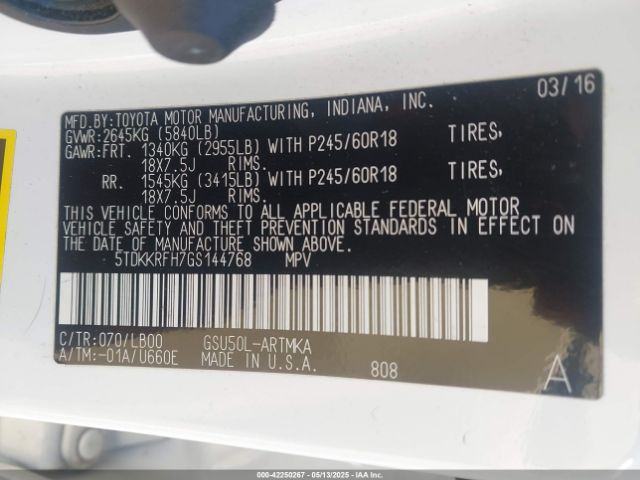 03/16
MFD.BY:TOYOTA MOTOR MANUFACTURING, INDIANA, INC.
GVWR:2645KG (5840LB)
GAWR:FRT. 1340KG (2955LB) WITH P245/60R18 TIRES,
18X7.5J RIMS.
RR. 1545KG (3415LB) WITH P245/60R18 TIRES,
18X7.5J RIMS.
THIS VEHICLE CONFORMS TO ALL APPLICABLE FEDERAL MOTOR
VEHICLE SAFETY AND THEFT PREVENTION STANDARDS IN EFFECT ON
THE DATE OF MANUFACTURE SHOWN ABOVE.
5TDKKRFH7GS144768 MPV
C/TR:070/LB00 GSU50L-ARTMKA
A/TM:-01A/U660E MADE IN U.S.A.
808 A
000-42250267 - 05/13/2025 - IAAI.COM